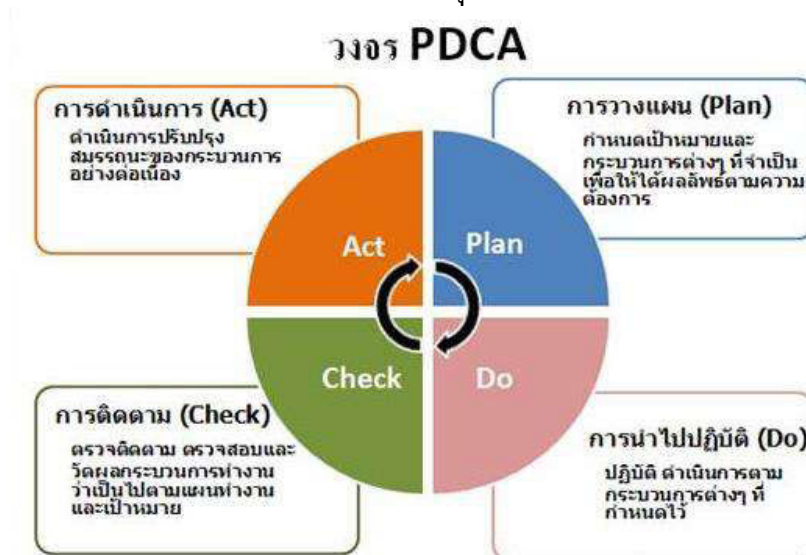 วงจร PDCA
การดำเนินการ (Act)
ดำเนินการปรับปรุง
สมรรถนะของกระบวนการ
อย่างต่อเนื่อง
การวางแผน (Plan)
กำหนดเป้าหมายและ
กระบวนการต่างๆ ที่จำเป็น
เพื่อให้ได้ผลลัพธ์ตามความ
ต้องการ
Act
Plan
Check
Do
การติดตาม (Check)
ตรวจติดตาม ตรวจสอบและ
วัดผลกระบวนการทำงาน
ว่าเป็นไปตามแผนทำงาน
และเป้าหมาย
การนำไปปฏิบัติ (Do)
ปฏิบัติ ดำเนินการตาม
กระบวนการต่างๆ ที่
กำหนดไว้